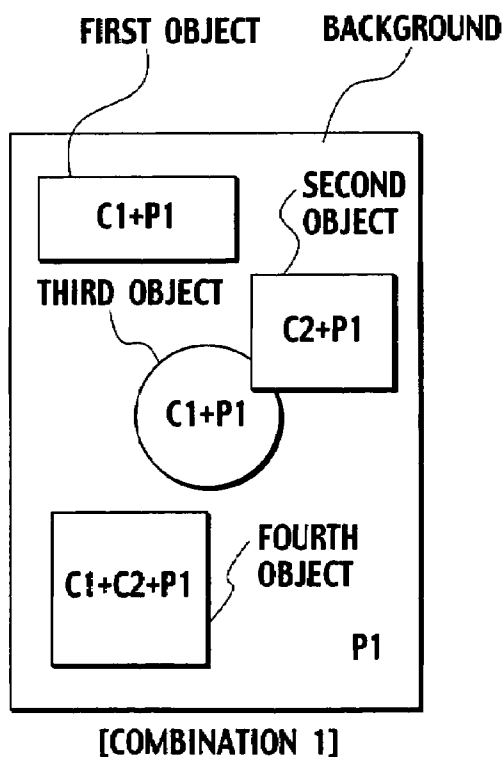 FIRST OBJECT
BACKGROUND
C1+P1
SECOND
OBJECT
THIRD OBJECT
C2+P1
C1+P1
C1+C2+P1
FOURTH
OBJECT
P1
[COMBINATION 1]